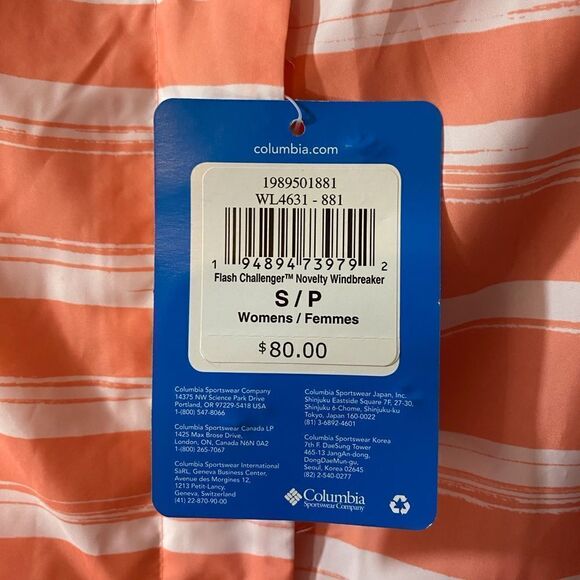 columbia.com
1989501881
WL4631 - 881
1 94894 73979 2
Flash Challenger™ Novelty Windbreaker
S / P
Womens / Femmes
$80.00
Columbia Sportswear Company
14375 NW Science Park Drive
Portland, OR 97229-5418 USA
1-(800) 547-8066
Columbia Sportswear Canada LP
1425 Max Brose Drive,
London, ON, Canada N6N 0A2
1-(800) 265-7067
Columbia Sportswear International
SáRL, Geneva Business Center,
Avenue des Morgines 12,
1213 Petit-Lancy,
Geneva, Switzerland
(41) 22-870-90-00
Columbia Sportswear Japan, Inc.
Shinjuku Eastside Square 7F, 27-30,
Shinjuku 6-Chome, Shinjuku-ku
Tokyo, Japan 160-0022
(81) 3-6892-4601
Columbia Sportswear Korea
7th F. DaeSung Tower
465-13 JangAn-dong,
DongDaeMun-gu,
Seoul, Korea 02645
(82) 2-540-0277
Columbia
Sportswear Company